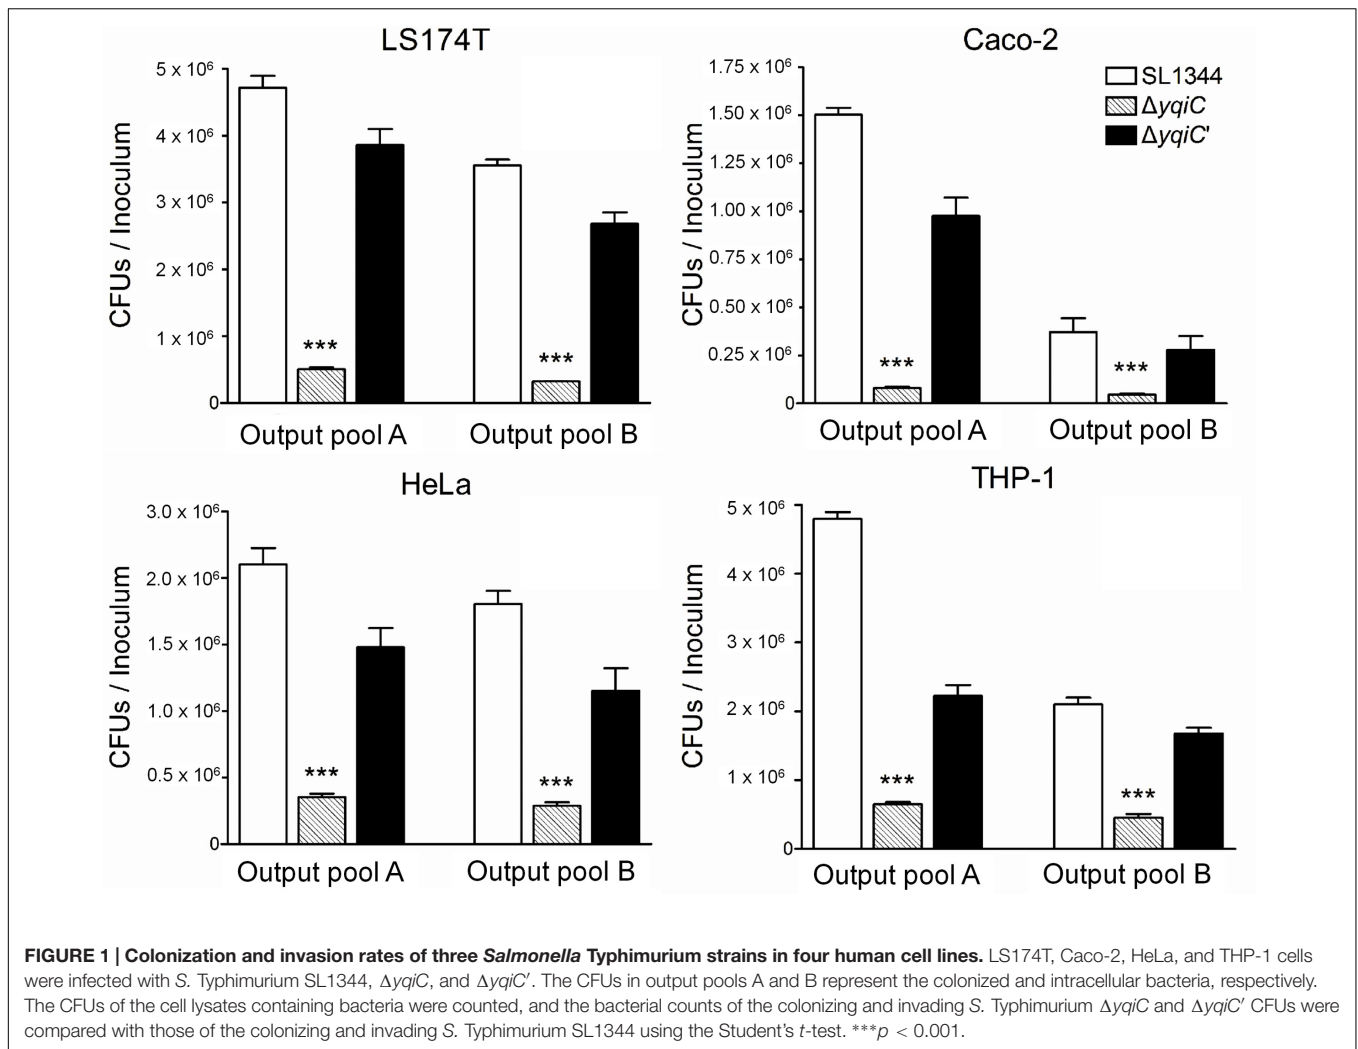 LS174T
5 x 10⁶
4 x 10⁶
3 x 10⁶
2 x 10⁶
1 x 10⁶
0
CFUs / Inoculum
***
***
Output pool A
Output pool B
Caco-2
1.75 x 10⁶
1.50 x 10⁶
1.25 x 10⁶
1.00 x 10⁶
0.75 x 10⁶
0.50 x 10⁶
0.25 x 10⁶
0
CFUs / Inoculum
SL1344
ΔyqiC
ΔyqiC'
***
***
Output pool A
Output pool B
HeLa
3.0 x 10⁶
2.0 x 10⁶
1.5 x 10⁶
1.0 x 10⁶
0.5 x 10⁶
0
CFUs / Inoculum
***
***
Output pool A
Output pool B
THP-1
5 x 10⁶
4 x 10⁶
3 x 10⁶
2 x 10⁶
1 x 10⁶
0
CFUs / Inoculum
***
***
Output pool A
Output pool B
FIGURE 1 | Colonization and invasion rates of three Salmonella Typhimurium strains in four human cell lines. LS174T, Caco-2, HeLa, and THP-1 cells
were infected with S. Typhimurium SL1344, ΔyqiC, and ΔyqiC′. The CFUs in output pools A and B represent the colonized and intracellular bacteria, respectively.
The CFUs of the cell lysates containing bacteria were counted, and the bacterial counts of the colonizing and invading S. Typhimurium ΔyqiC and ΔyqiC′ CFUs were
compared with those of the colonizing and invading S. Typhimurium SL1344 using the Student's t-test. ***p < 0.001.